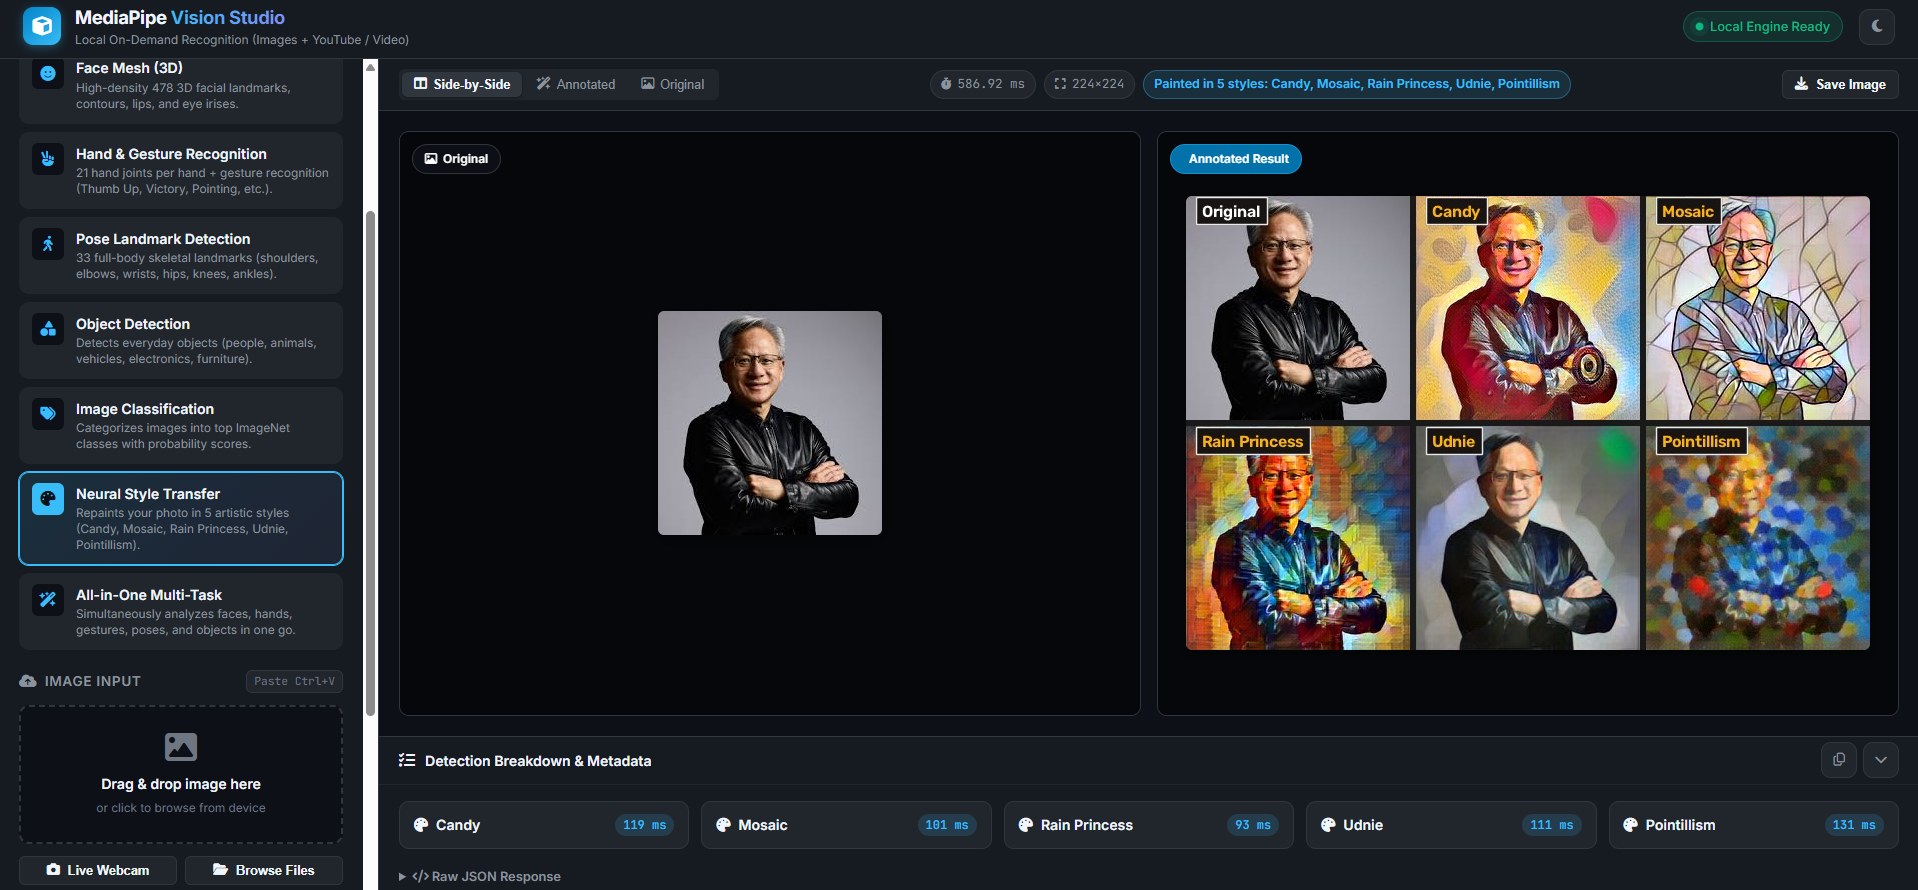 MediaPipe Vision Studio
Local On-Demand Recognition (Images + YouTube / Video)
Local Engine Ready
Face Mesh (3D)
High-density 478 3D facial landmarks,
contours, lips, and eye irises.
Hand & Gesture Recognition
21 hand joints per hand + gesture recognition
(Thumb Up, Victory, Pointing, etc.).
Pose Landmark Detection
33 full-body skeletal landmarks (shoulders,
elbows, wrists, hips, knees, ankles).
Object Detection
Detects everyday objects (people, animals,
vehicles, electronics, furniture).
Image Classification
Categorizes images into top ImageNet
classes with probability scores.
Neural Style Transfer
Repaints your photo in 5 artistic styles
(Candy, Mosaic, Rain Princess, Udnie,
Pointillism).
All-in-One Multi-Task
Simultaneously analyzes faces, hands,
gestures, poses, and objects in one go.
IMAGE INPUT
Paste Ctrl+V
Drag & drop image here
or click to browse from device
Live Webcam
Browse Files
Side-by-Side
Annotated
Original
586.92 ms
224×224
Painted in 5 styles: Candy, Mosaic, Rain Princess, Udnie, Pointillism
Save Image
Original
Annotated Result
Original
Candy
Mosaic
Rain Princess
Udnie
Pointillism
Detection Breakdown & Metadata
Candy 119 ms
Mosaic 101 ms
Rain Princess 93 ms
Udnie 111 ms
Pointillism 131 ms
</> Raw JSON Response